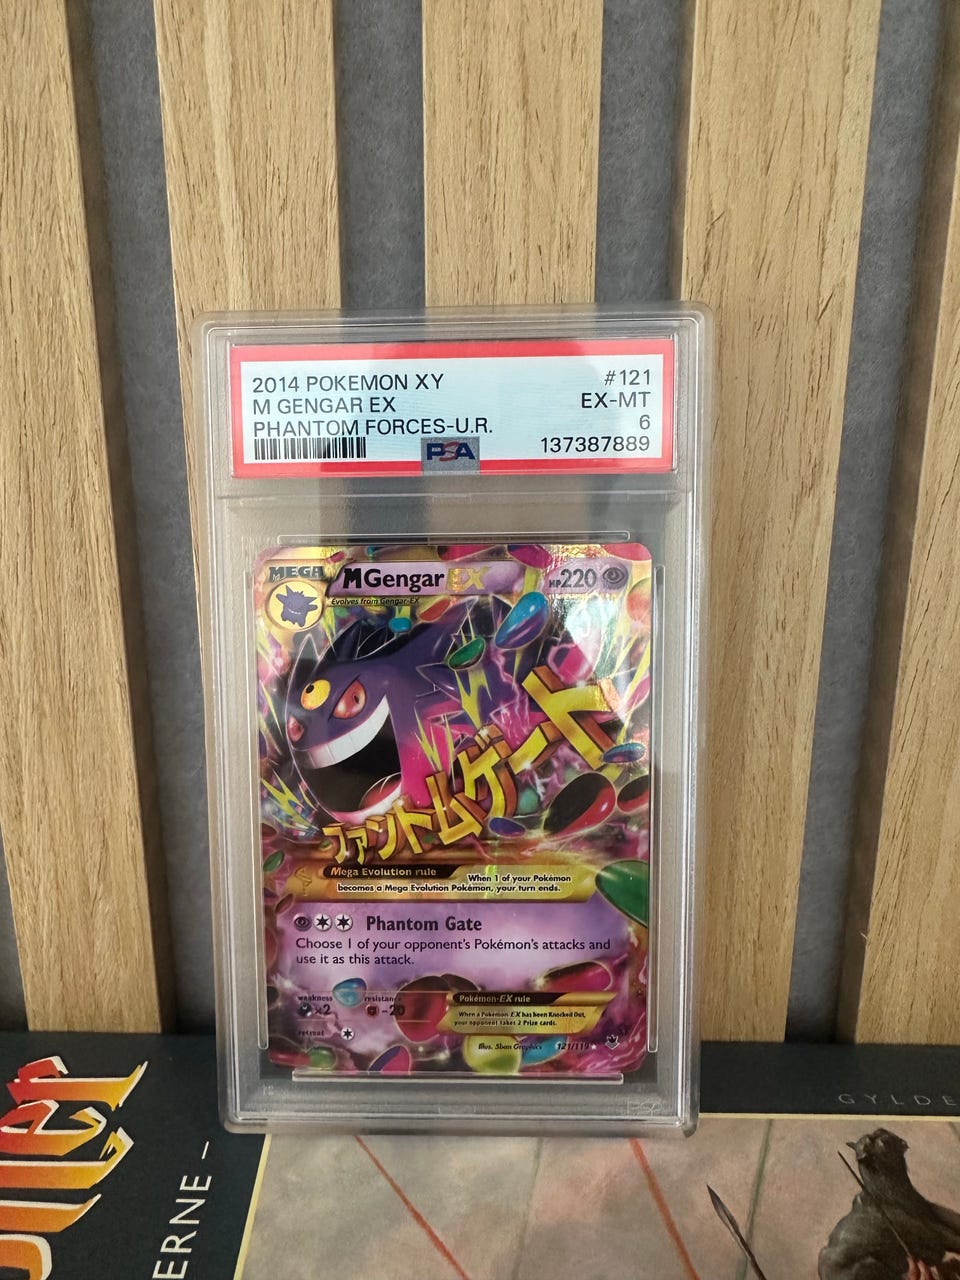 2014 POKEMON XY #121
M GENGAR EX EX-MT
PHANTOM FORCES-U.R. 6
PSA 137387889
MEGA M Gengar EX HP220
Evolves from Gengar-EX
ファントムゲート
Mega Evolution rule When 1 of your Pokémon
becomes a Mega Evolution Pokémon, your turn ends.
Phantom Gate
Choose 1 of your opponent's Pokémon's attacks and
use it as this attack.
weakness resistance
×2 -20
Pokémon-EX rule
When a Pokémon-EX has been Knocked Out,
your opponent takes 2 Prize cards.
retreat
Illus. 5ban Graphics 121/119
GYLDE
ERNE –